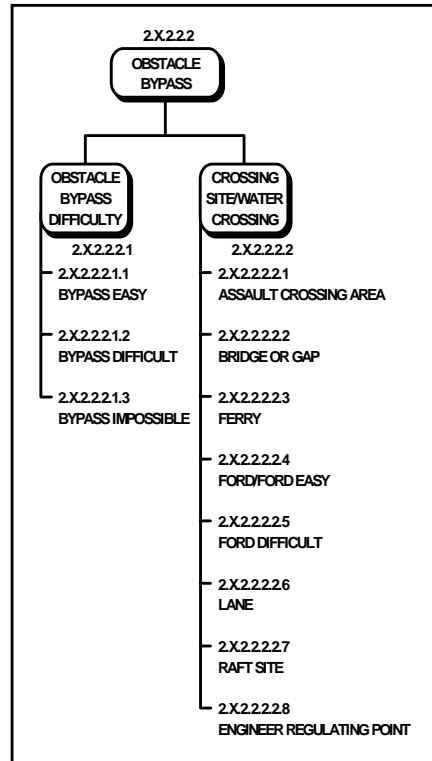 2.X.2.2.2
OBSTACLE
BYPASS
OBSTACLE
BYPASS
DIFFICULTY
2.X.2.2.2.1
2.X.2.2.2.1.1
BYPASS EASY
2.X.2.2.2.1.2
BYPASS DIFFICULT
2.X.2.2.2.1.3
BYPASS IMPOSSIBLE
CROSSING
SITE/WATER
CROSSING
2.X.2.2.2.2
2.X.2.2.2.2.1
ASSAULT CROSSING AREA
2.X.2.2.2.2.2
BRIDGE OR GAP
2.X.2.2.2.2.3
FERRY
2.X.2.2.2.2.4
FORD/FORD EASY
2.X.2.2.2.2.5
FORD DIFFICULT
2.X.2.2.2.2.6
LANE
2.X.2.2.2.2.7
RAFT SITE
2.X.2.2.2.2.8
ENGINEER REGULATING POINT